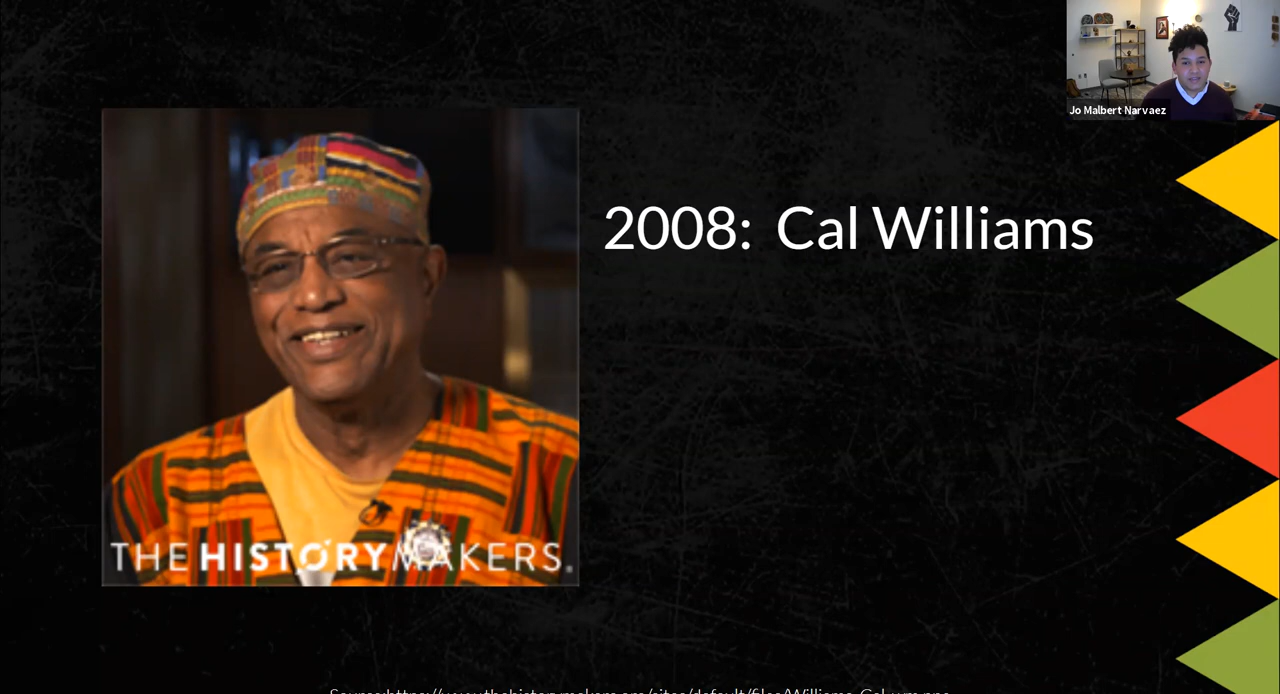 Jo Malbert Narvaez
2008: Cal Williams
THE HISTORYMAKERS.